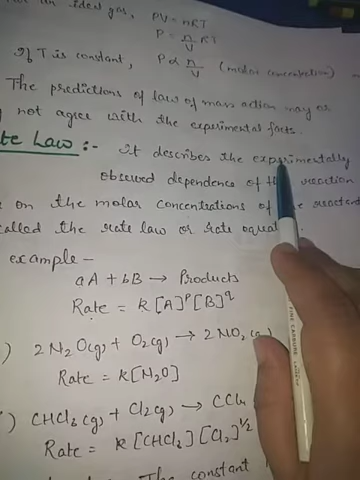 an ideal gas, PV = nRT
P = n/V RT
If T is constant, P ∝ n/V (molar concentration)
The predictions of law of mass action may or
not agree with the experimental facts.
te Law :- it describes the experimentally
observed dependence of the reaction
on the molar concentrations of the reactant
called the rate law or rate equat
example -
aA + bB → Products
Rate = k [A]^p [B]^q
) 2N₂O(g) + O₂(g) → 2NO₂(g)
Rate = k[N₂O]
) CHCl₃(g) + Cl₂(g) → CCl₄
Rate = k [CHCl₃] [Cl₂]^1/2
The constant